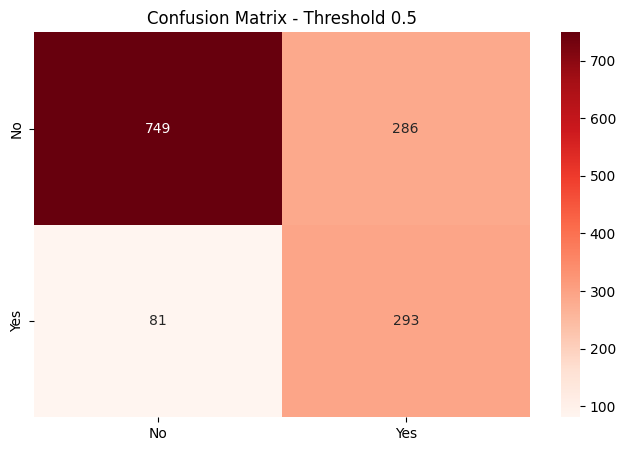 Confusion Matrix - Threshold 0.5
No 749 286
Yes 81 293
No Yes
700
600
500
400
300
200
100